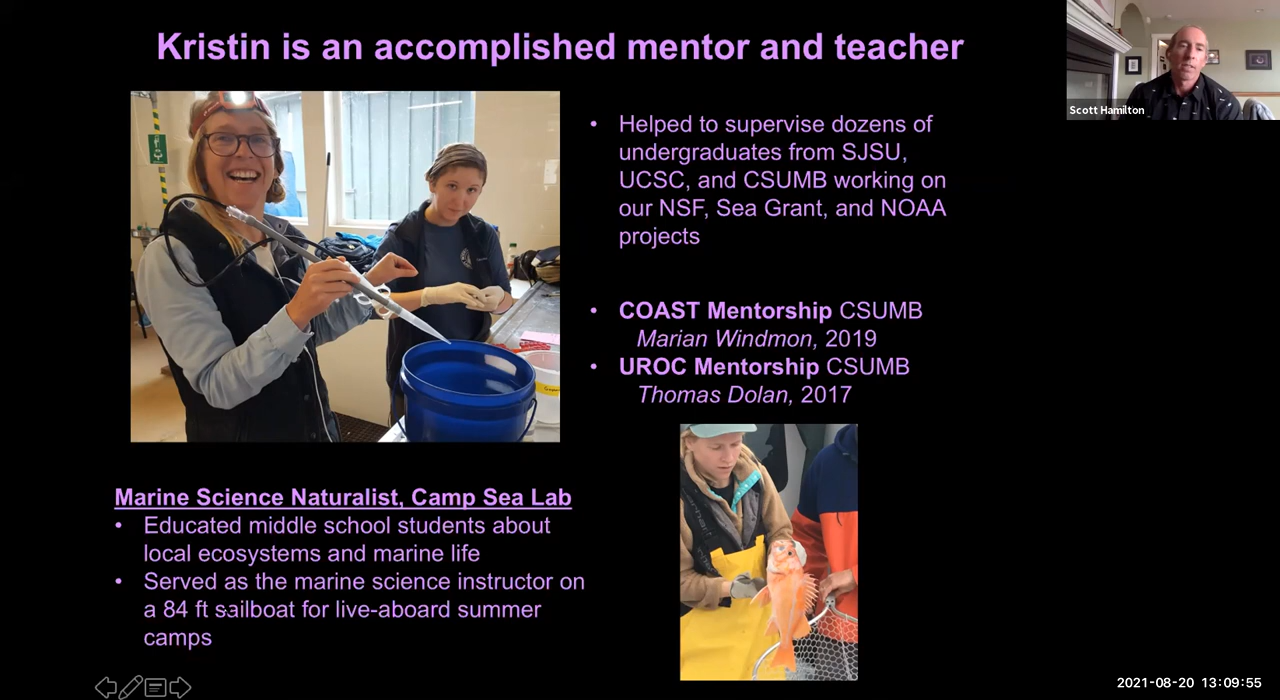 Kristin is an accomplished mentor and teacher
Scott Hamilton
• Helped to supervise dozens of
undergraduates from SJSU,
UCSC, and CSUMB working on
our NSF, Sea Grant, and NOAA
projects
• COAST Mentorship CSUMB
Marian Windmon, 2019
• UROC Mentorship CSUMB
Thomas Dolan, 2017
Marine Science Naturalist, Camp Sea Lab
• Educated middle school students about
local ecosystems and marine life
• Served as the marine science instructor on
a 84 ft sailboat for live-aboard summer
camps
2021-08-20 13:09:55